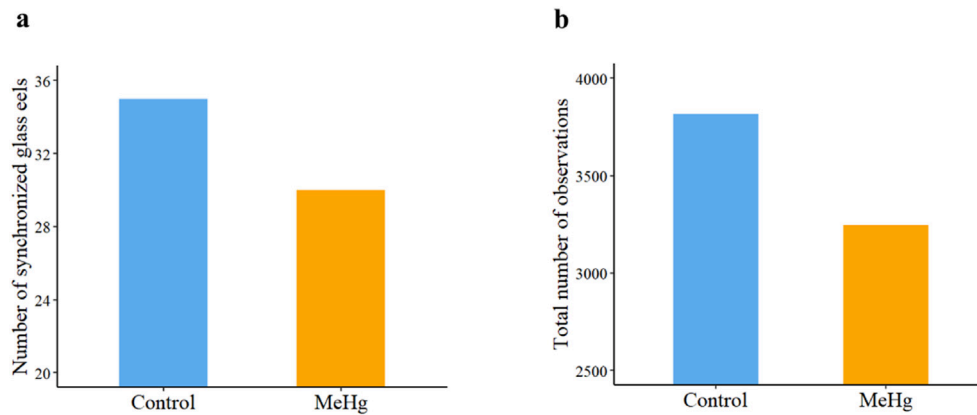 a
Number of synchronized glass eels
36
32
28
24
20
Control MeHg
b
Total number of observations
4000
3500
3000
2500
Control MeHg